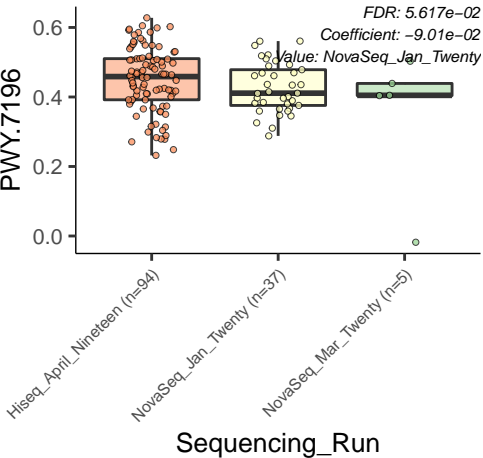 FDR: 5.617e−02
Coefficient: −9.01e−02
Value: NovaSeq_Jan_Twenty
PWY.7196
0.6
0.4
0.2
0.0
Hiseq_April_Nineteen (n=94)
NovaSeq_Jan_Twenty (n=37)
NovaSeq_Mar_Twenty (n=5)
Sequencing_Run